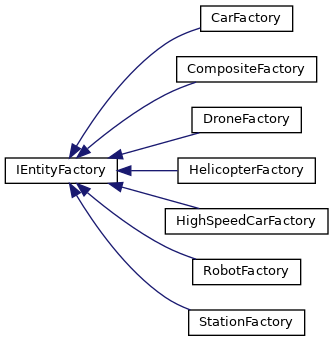 CarFactory
CompositeFactory
DroneFactory
IEntityFactory
HelicopterFactory
HighSpeedCarFactory
RobotFactory
StationFactory